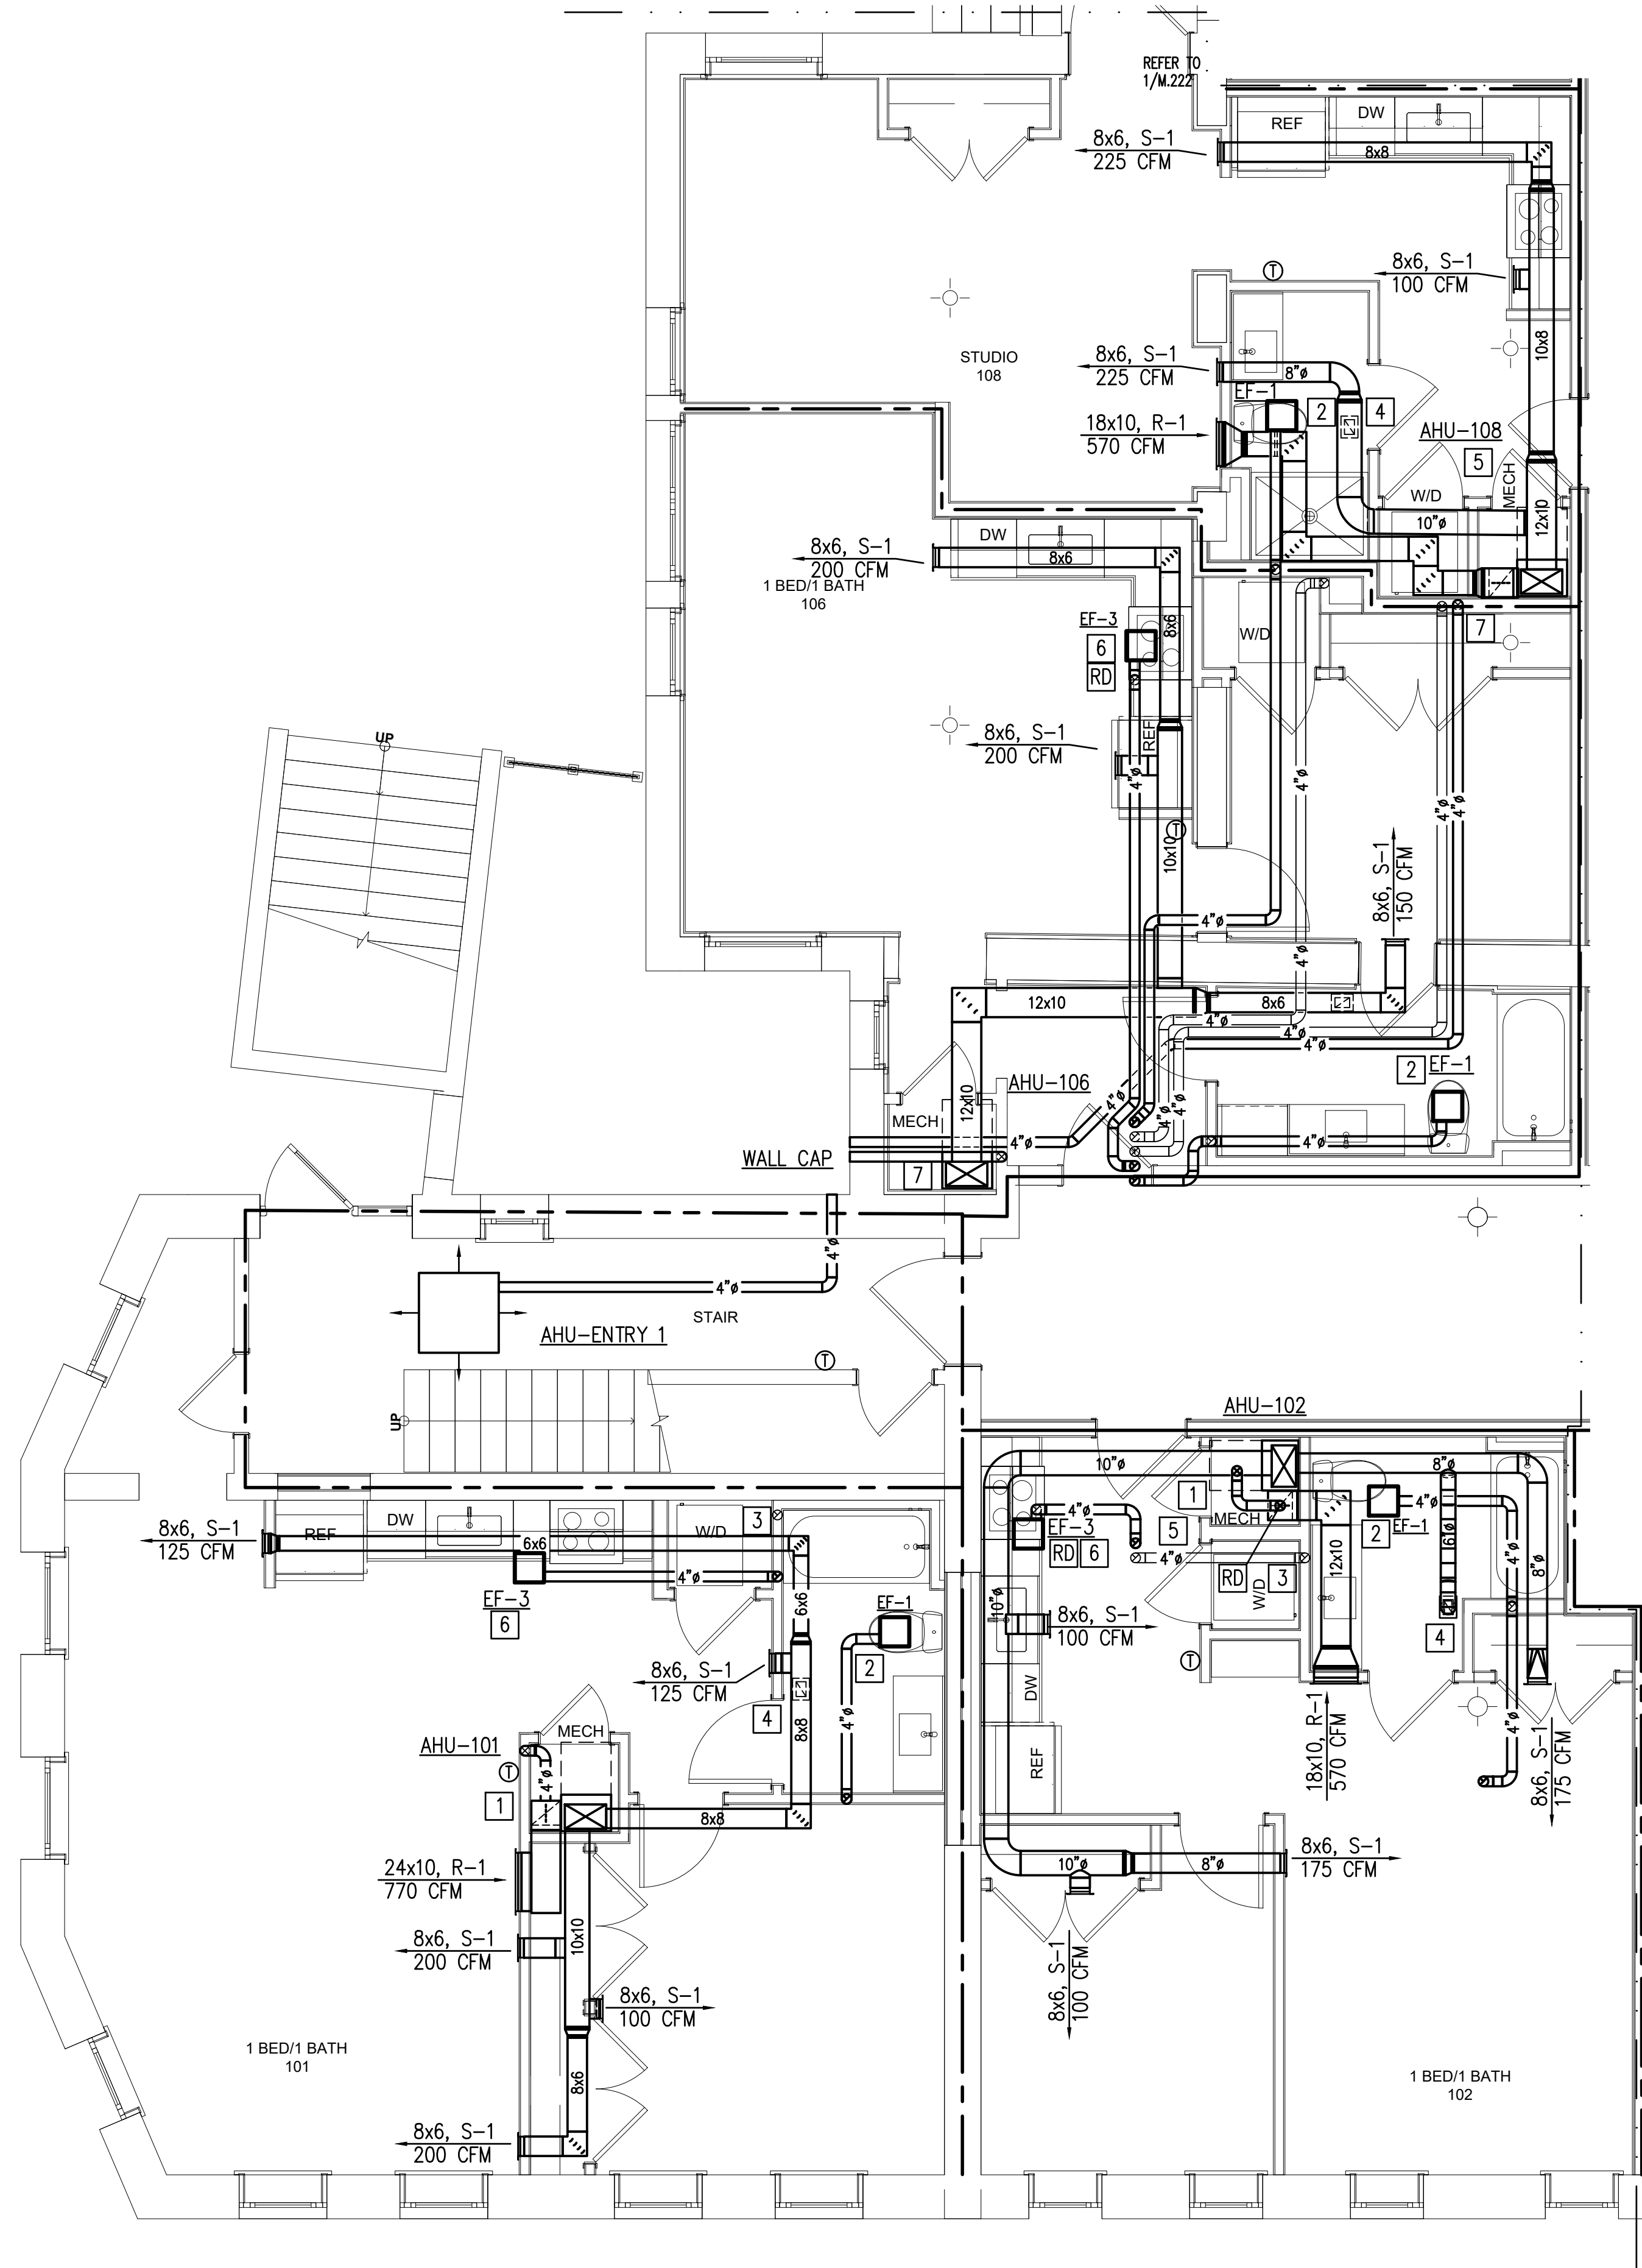 REFER TO
1/M.222
REF
DW
8x6, S-1
225 CFM
8x8
8x6, S-1
100 CFM
T
10x8
STUDIO
108
8x6, S-1
225 CFM
8"ø
EF-1
2
4
18x10, R-1
570 CFM
AHU-108
5
MECH
W/D
10"ø
12x10
DW
8x6, S-1
200 CFM
8x6
1 BED/1 BATH
106
EF-3
6
RD
8x6
W/D
7
UP
8x6, S-1
200 CFM
REF
4"ø
4"ø
4"ø
4"ø
T
10x10
8x6, S-1
150 CFM
4"ø
4"ø
12x10
8x6
4"ø
4"ø
4"ø
2
EF-1
AHU-106
12x10
MECH
4"ø
4"ø
4"ø
4"ø
4"ø
WALL CAP
7
4"ø
4"ø
STAIR
AHU-ENTRY 1
T
UP
AHU-102
10"ø
8"ø
1
MECH
4"ø
EF-3
RD
6
5
4"ø
2
EF-1
4"ø
6"ø
4"ø
8"ø
RD
3
W/D
12x10
4
8x6, S-1
125 CFM
REF
DW
6x6
W/D
3
4"ø
EF-3
6
6x6
EF-1
2
10"ø
8x6, S-1
100 CFM
T
DW
8x6, S-1
125 CFM
4
8x8
4"ø
MECH
AHU-101
T
4"ø
1
8x8
REF
18x10, R-1
570 CFM
4"ø
8x6, S-1
175 CFM
24x10, R-1
770 CFM
10"ø
8"ø
8x6, S-1
175 CFM
8x6, S-1
200 CFM
10x10
8x6, S-1
100 CFM
8x6, S-1
100 CFM
8x6
1 BED/1 BATH
101
1 BED/1 BATH
102
8x6, S-1
200 CFM